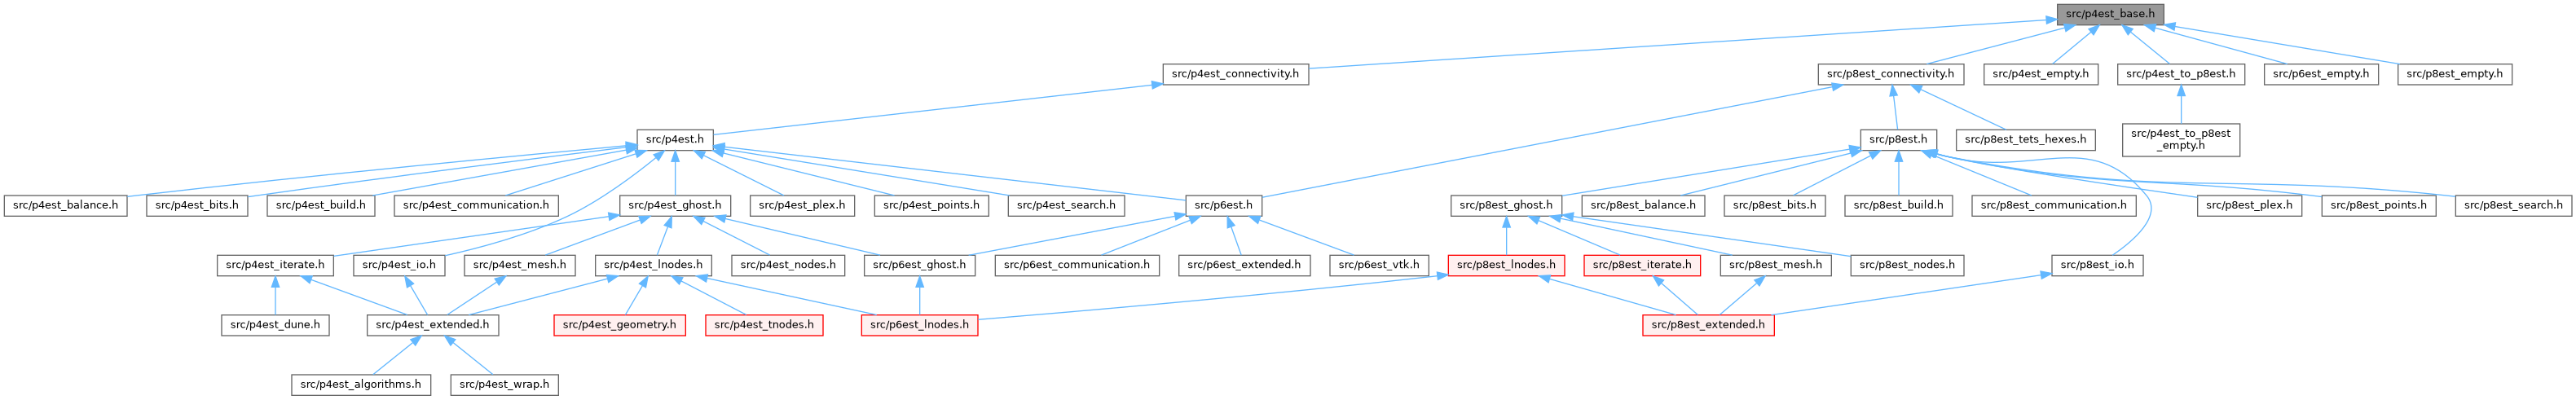 src/p4est_base.h
src/p4est_connectivity.h
src/p8est_connectivity.h
src/p4est_empty.h
src/p4est_to_p8est.h
src/p6est_empty.h
src/p8est_empty.h
src/p4est.h
src/p8est.h
src/p8est_tets_hexes.h
src/p4est_to_p8est
_empty.h
src/p4est_balance.h
src/p4est_bits.h
src/p4est_build.h
src/p4est_communication.h
src/p4est_ghost.h
src/p4est_plex.h
src/p4est_points.h
src/p4est_search.h
src/p6est.h
src/p8est_ghost.h
src/p8est_balance.h
src/p8est_bits.h
src/p8est_build.h
src/p8est_communication.h
src/p8est_plex.h
src/p8est_points.h
src/p8est_search.h
src/p4est_iterate.h
src/p4est_io.h
src/p4est_mesh.h
src/p4est_lnodes.h
src/p4est_nodes.h
src/p6est_ghost.h
src/p6est_communication.h
src/p6est_extended.h
src/p6est_vtk.h
src/p8est_lnodes.h
src/p8est_iterate.h
src/p8est_mesh.h
src/p8est_nodes.h
src/p8est_io.h
src/p4est_dune.h
src/p4est_extended.h
src/p4est_geometry.h
src/p4est_tnodes.h
src/p6est_lnodes.h
src/p8est_extended.h
src/p4est_algorithms.h
src/p4est_wrap.h